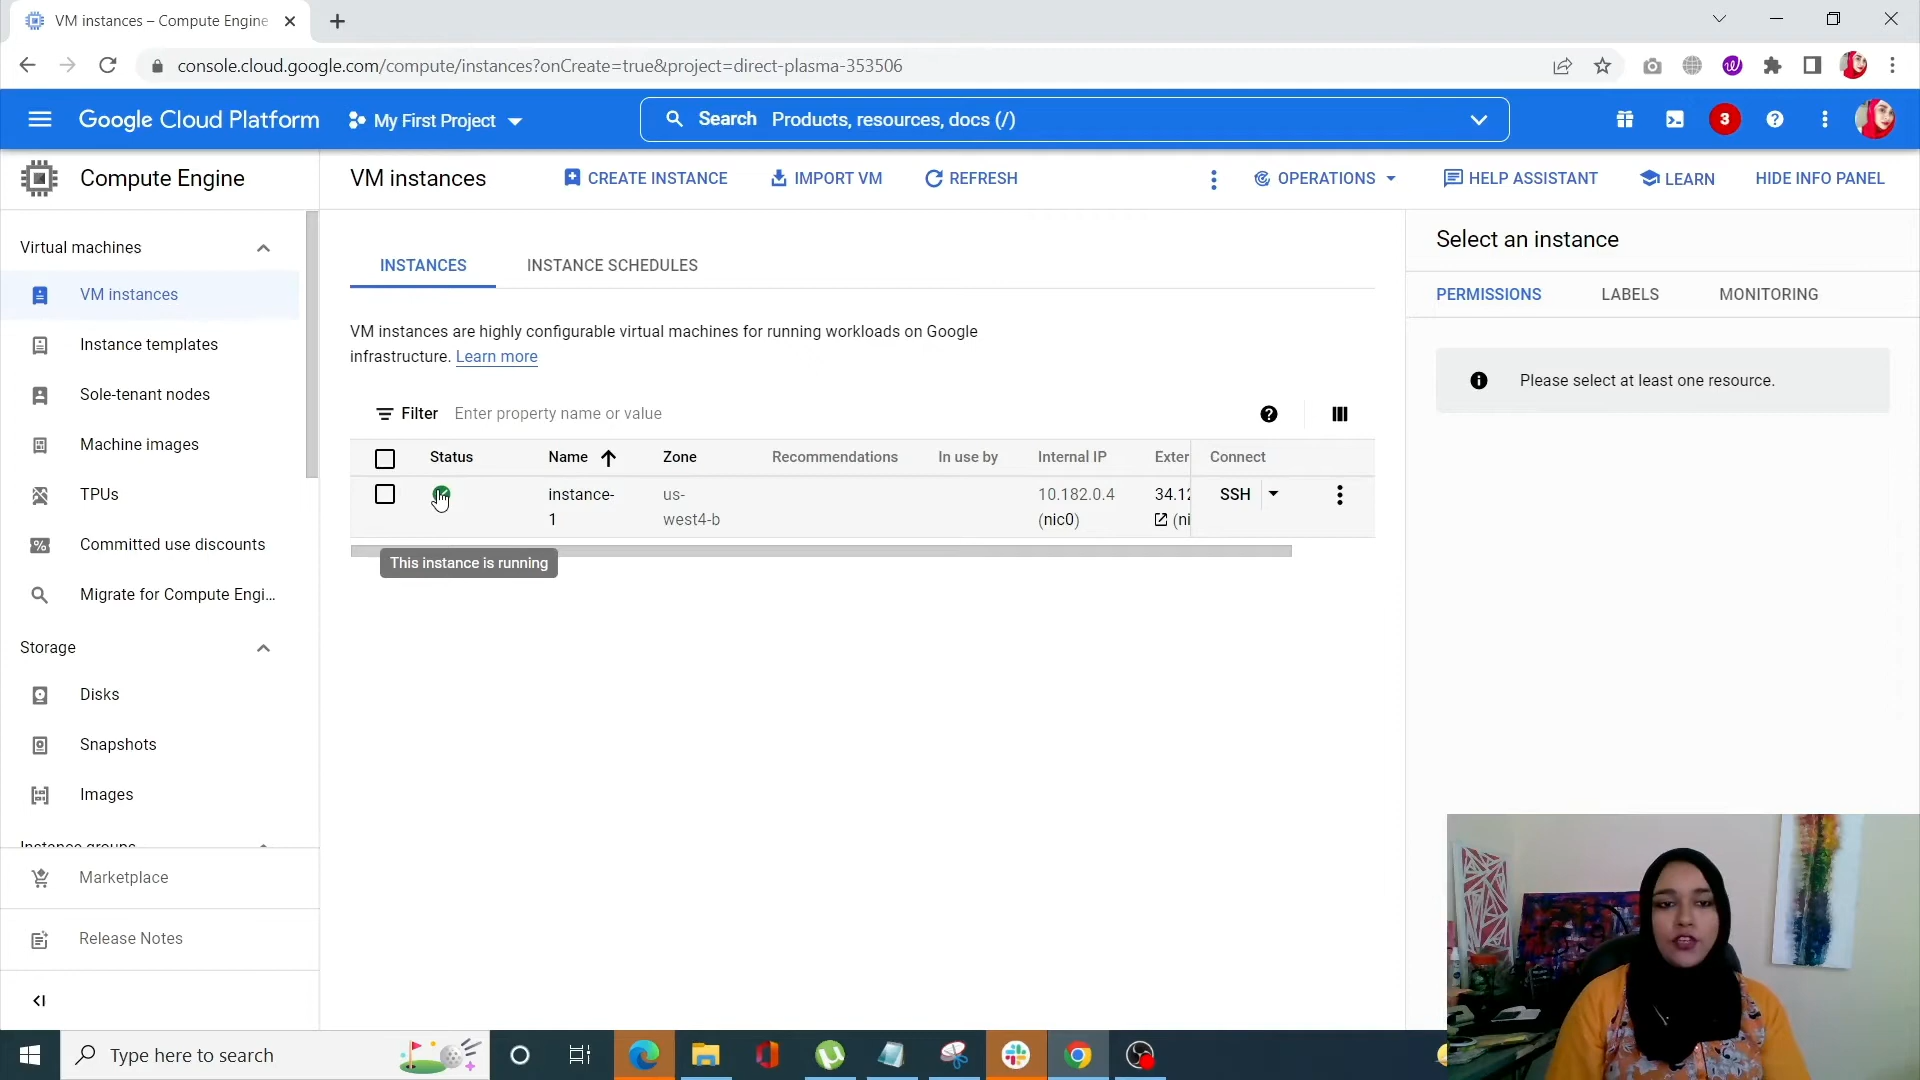 VM instances – Compute Engine
console.cloud.google.com/compute/instances?onCreate=true&project=direct-plasma-353506
Google Cloud Platform
My First Project
Search Products, resources, docs (/)
3
Compute Engine
VM instances
CREATE INSTANCE
IMPORT VM
REFRESH
OPERATIONS
HELP ASSISTANT
LEARN
HIDE INFO PANEL
Virtual machines
VM instances
Instance templates
Sole-tenant nodes
Machine images
TPUs
Committed use discounts
Migrate for Compute Engi...
Storage
Disks
Snapshots
Images
Instance groups
Marketplace
Release Notes
INSTANCES
INSTANCE SCHEDULES
VM instances are highly configurable virtual machines for running workloads on Google
infrastructure. Learn more
Filter Enter property name or value
Status Name Zone Recommendations In use by Internal IP Exter Connect
instance- us- 10.182.0.4 34.12 SSH
1 west4-b (nic0) (ni
This instance is running
Select an instance
PERMISSIONS
LABELS
MONITORING
Please select at least one resource.
Type here to search